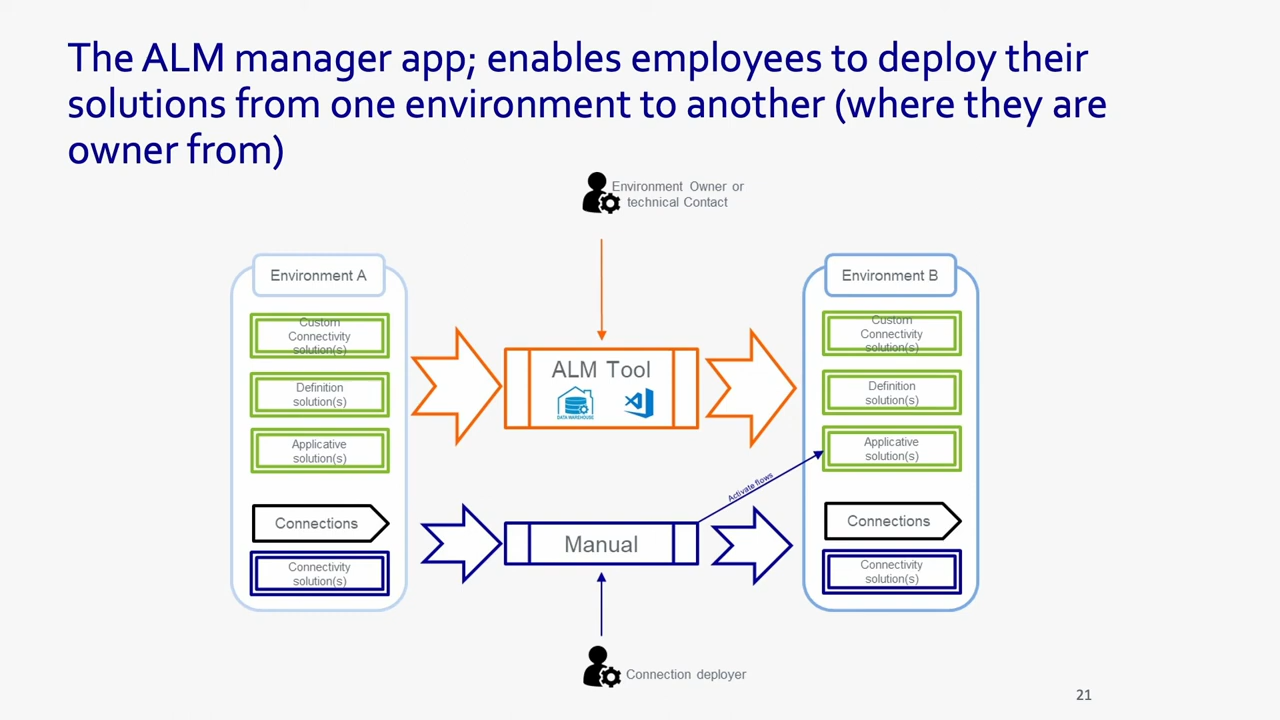 The ALM manager app; enables employees to deploy their
solutions from one environment to another (where they are
owner from)
Environment Owner or
technical Contact
Environment A
Custom
Connectivity
solution(s)
Definition
solution(s)
Applicative
solution(s)
Connections
Connectivity
solution(s)
ALM Tool
DATA WAREHOUSE
Manual
Activate flows
Environment B
Custom
Connectivity
solution(s)
Definition
solution(s)
Applicative
solution(s)
Connections
Connectivity
solution(s)
Connection deployer
21